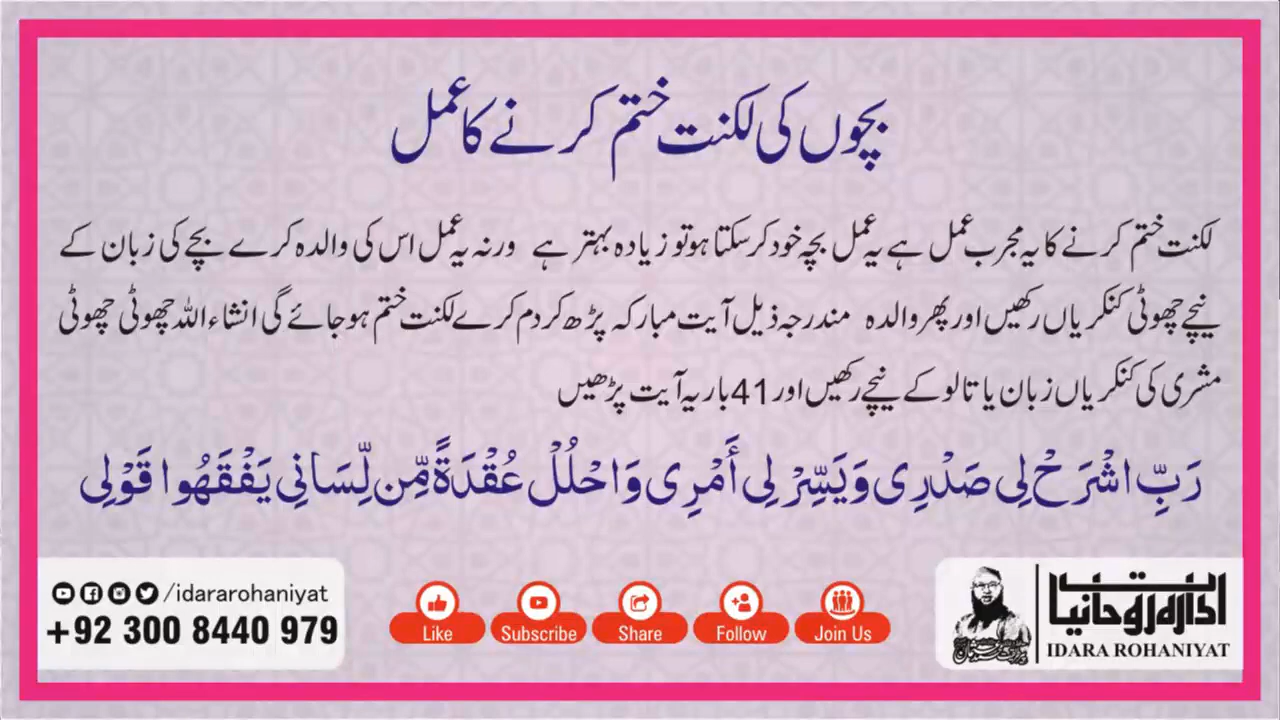 بچوں کی لکنت ختم کرنے کا عمل
لکنت ختم کرنے کا یہ مجرب عمل ہے یہ عمل بچہ خود کر سکتا ہو تو زیادہ بہتر ہے ورنہ یہ عمل اس کی والدہ کرے بچے کی زبان کے
نیچے چھوٹی کنکریاں رکھیں اور پھر والدہ مندرجہ ذیل آیت مبارکہ پڑھ کر دم کرے لکنت ختم ہو جائے گی انشاء اللہ چھوٹی چھوٹی
مشری کی کنکریاں زبان یا تالو کے نیچے رکھیں اور 41 بار یہ آیت پڑھیں
رَبِّ اشْرَحْ لِي صَدْرِي وَيَسِّرْ لِي أَمْرِي وَاحْلُلْ عُقْدَةً مِّن لِّسَانِي يَفْقَهُوا قَوْلِي
/idararohaniyat
+92 300 8440 979
Like
Subscribe
Share
Follow
Join Us
ادارہ روحانیات
IDARA ROHANIYAT